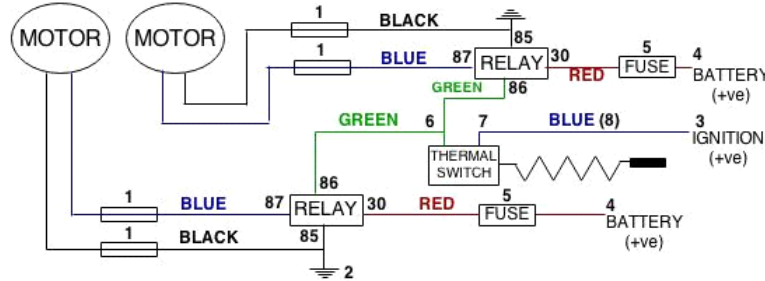 MOTOR
MOTOR
1
BLACK
85
1
BLUE
87
RELAY
30
RED
5
FUSE
4
BATTERY
(+ve)
GREEN
86
GREEN
6
7
BLUE (8)
3
IGNITION
(+ve)
THERMAL
SWITCH
86
1
BLUE
87
RELAY
30
RED
5
FUSE
4
BATTERY
(+ve)
1
BLACK
85
2